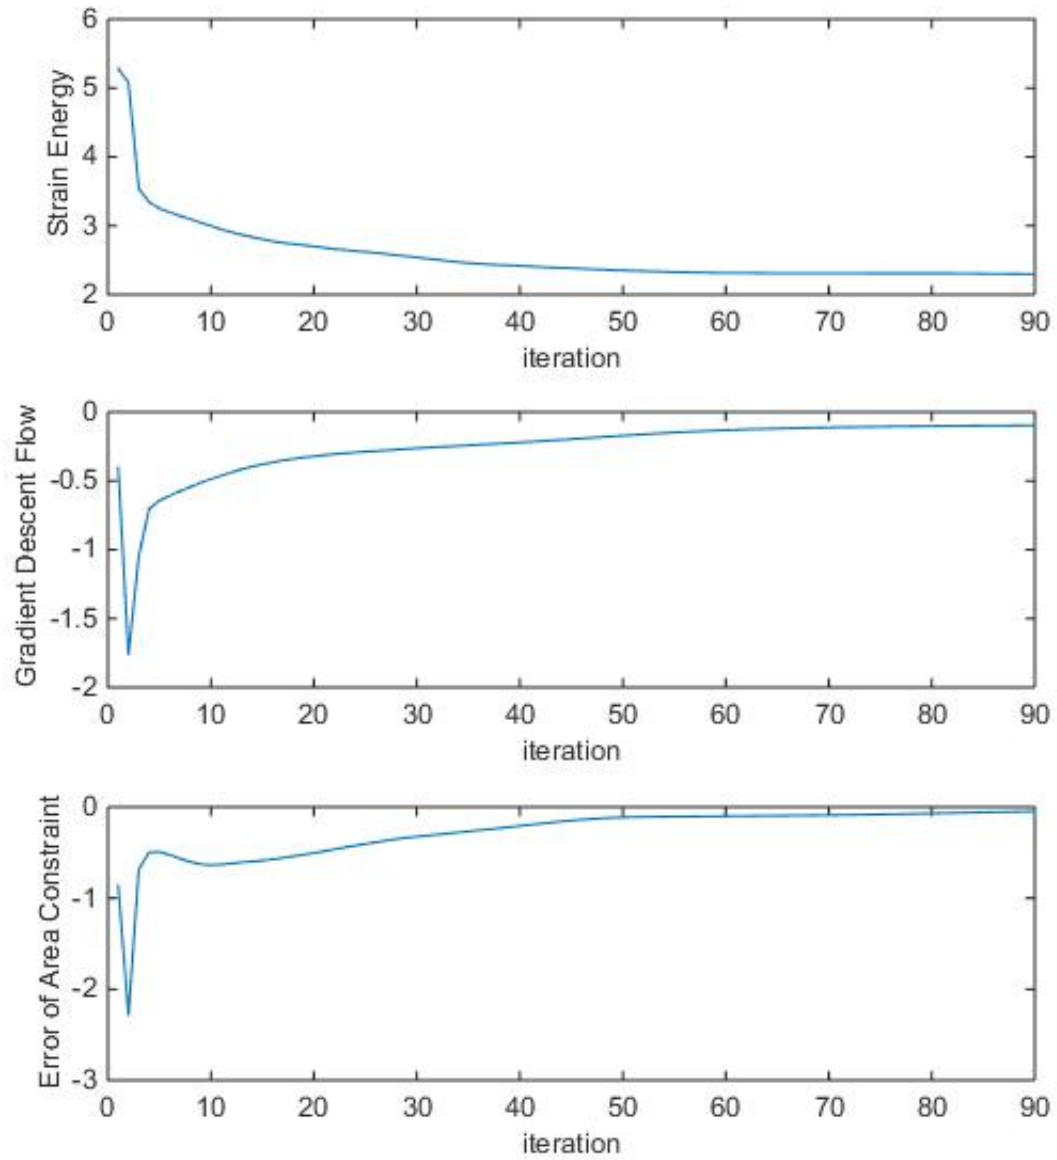 Strain Energy
6
5
4
3
2
0 10 20 30 40 50 60 70 80 90
iteration
Gradient Descent Flow
0
-0.5
-1
-1.5
-2
0 10 20 30 40 50 60 70 80 90
iteration
Error of Area Constraint
0
-1
-2
-3
0 10 20 30 40 50 60 70 80 90
iteration